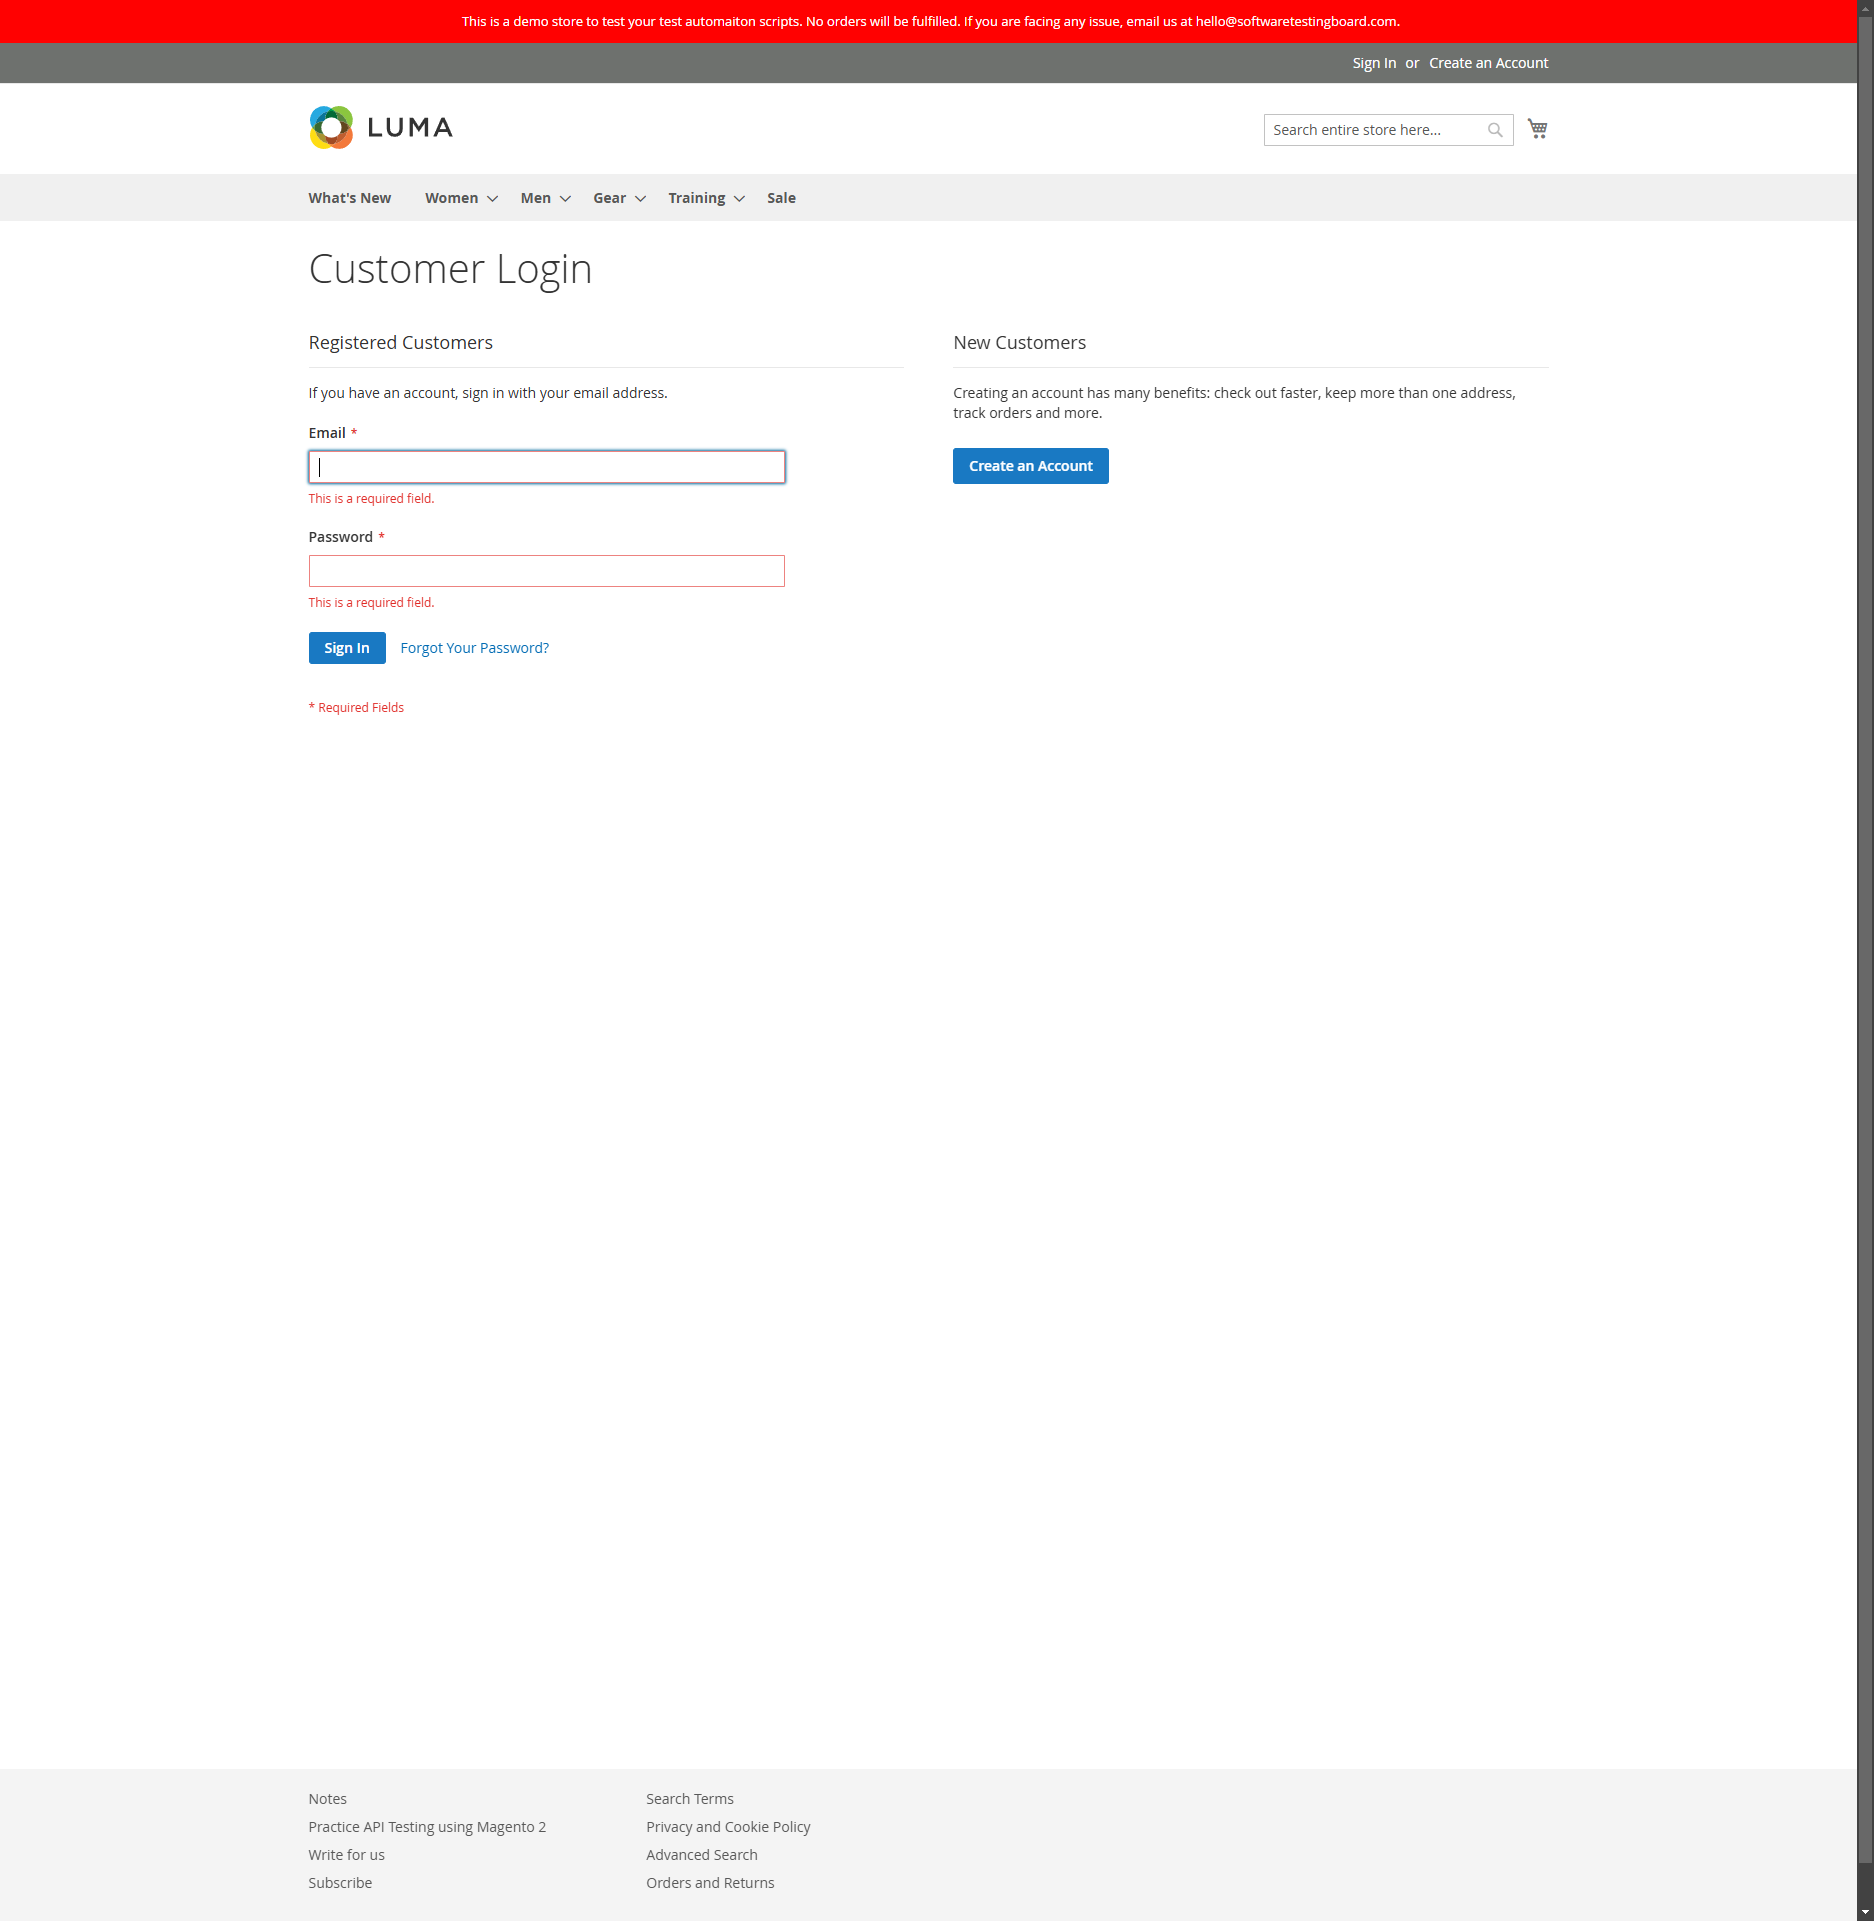 This is a demo store to test your test automaiton scripts. No orders will be fulfilled. If you are facing any issue, email us at hello@softwaretestingboard.com.
Sign In or Create an Account
LUMA
Search entire store here...
What's New Women Men Gear Training Sale
Customer Login
Registered Customers
If you have an account, sign in with your email address.
Email *
This is a required field.
Password *
This is a required field.
Sign In Forgot Your Password?
* Required Fields
New Customers
Creating an account has many benefits: check out faster, keep more than one address,
track orders and more.
Create an Account
Notes
Practice API Testing using Magento 2
Write for us
Subscribe
Search Terms
Privacy and Cookie Policy
Advanced Search
Orders and Returns